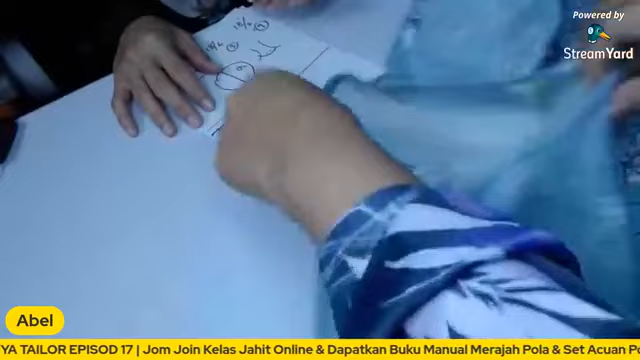 Powered by
StreamYard
Abel
YA TAILOR EPISOD 17 | Jom Join Kelas Jahit Online & Dapatkan Buku Manual Merajah Pola & Set Acuan P